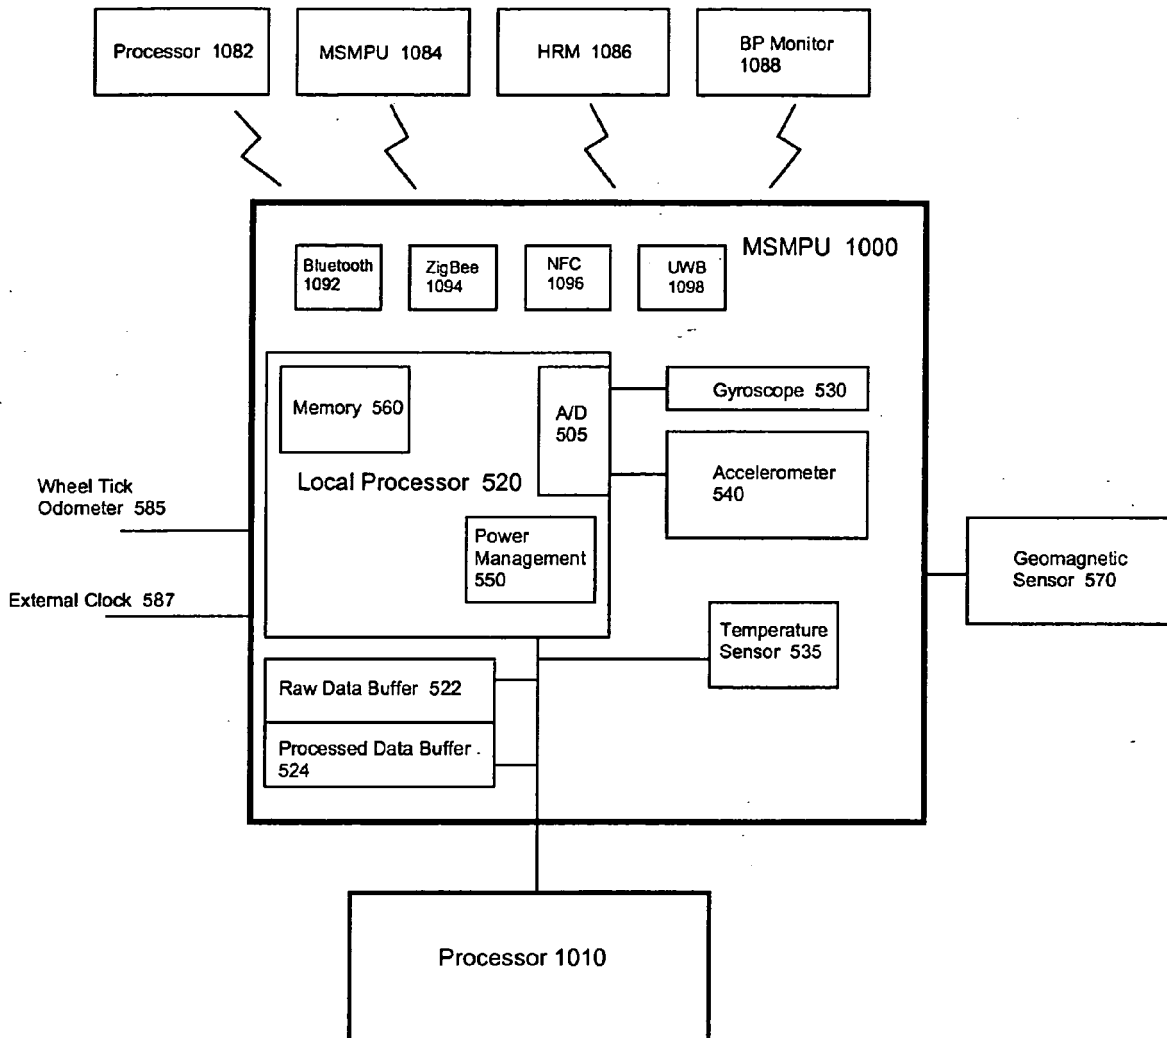 Processor 1082
MSMPU 1084
HRM 1086
BP Monitor
1088
MSMPU 1000
Bluetooth
1092
ZigBee
1094
NFC
1096
UWB
1098
Memory 560
A/D
505
Gyroscope 530
Local Processor 520
Accelerometer
540
Wheel Tick
Odometer 585
Power
Management
550
Geomagnetic
Sensor 570
External Clock 587
Temperature
Sensor 535
Raw Data Buffer 522
Processed Data Buffer
524
Processor 1010